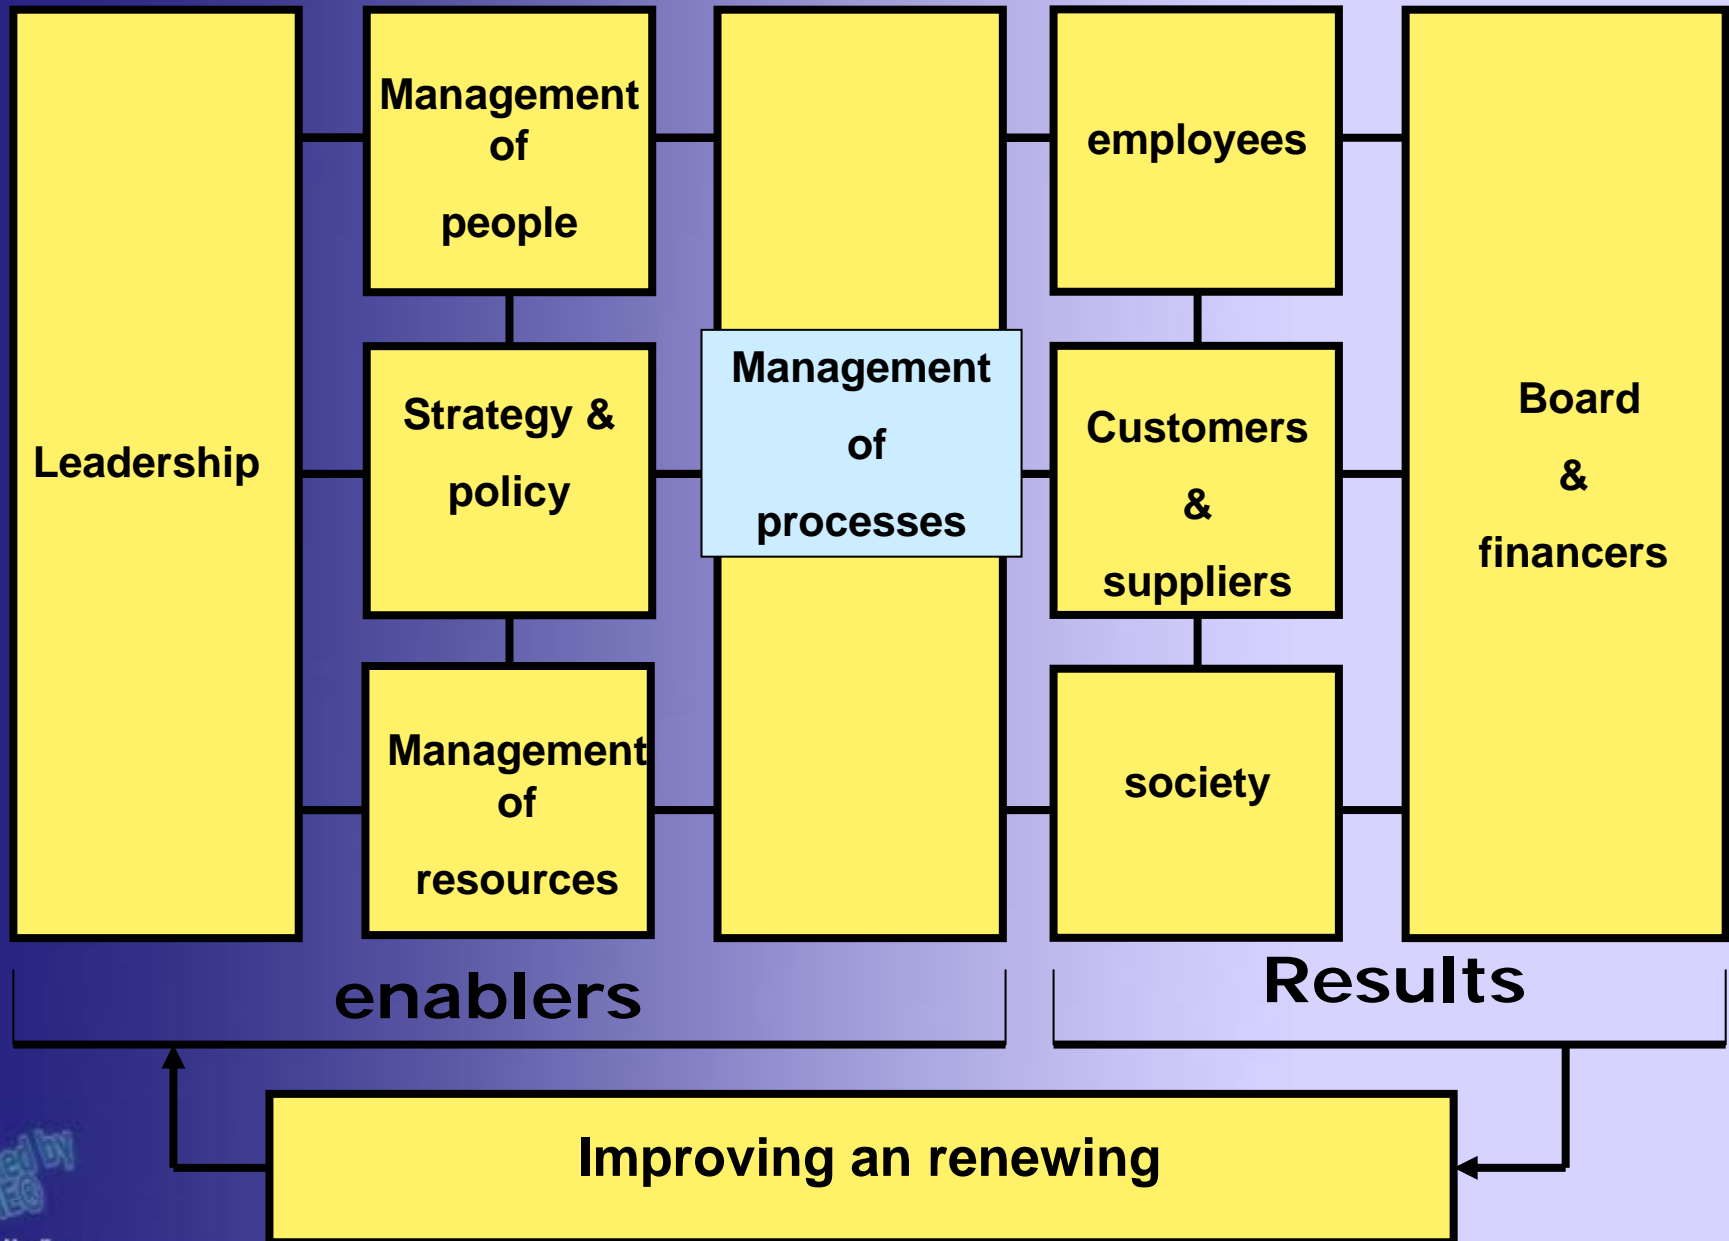 Leadership
Management
of
people
Strategy &
policy
Management
of
resources
Management
of
processes
employees
Customers
&
suppliers
society
Board
&
financers
enablers
Results
Improving an renewing
by